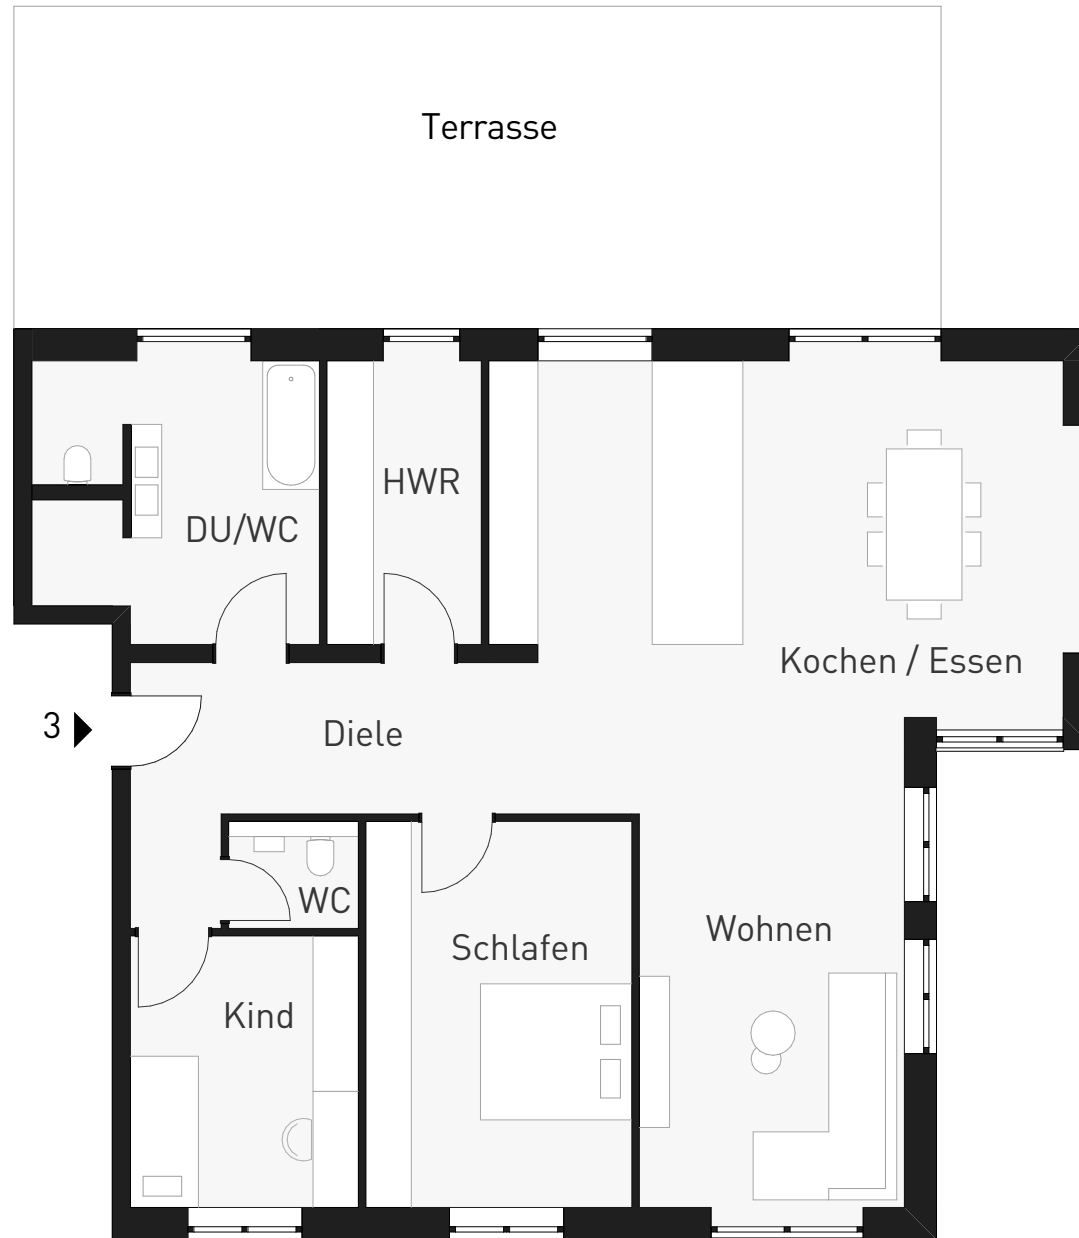 Terrasse
HWR
DU/WC
Kochen / Essen
3
Diele
WC
Wohnen
Schlafen
Kind